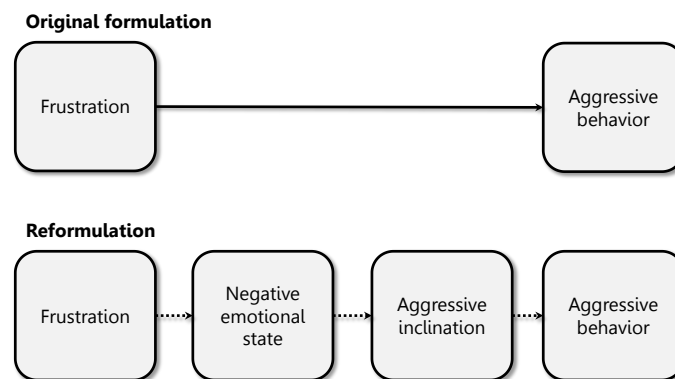 Original formulation
Frustration
Aggressive
behavior
Reformulation
Frustration
Negative
emotional
state
Aggressive
inclination
Aggressive
behavior